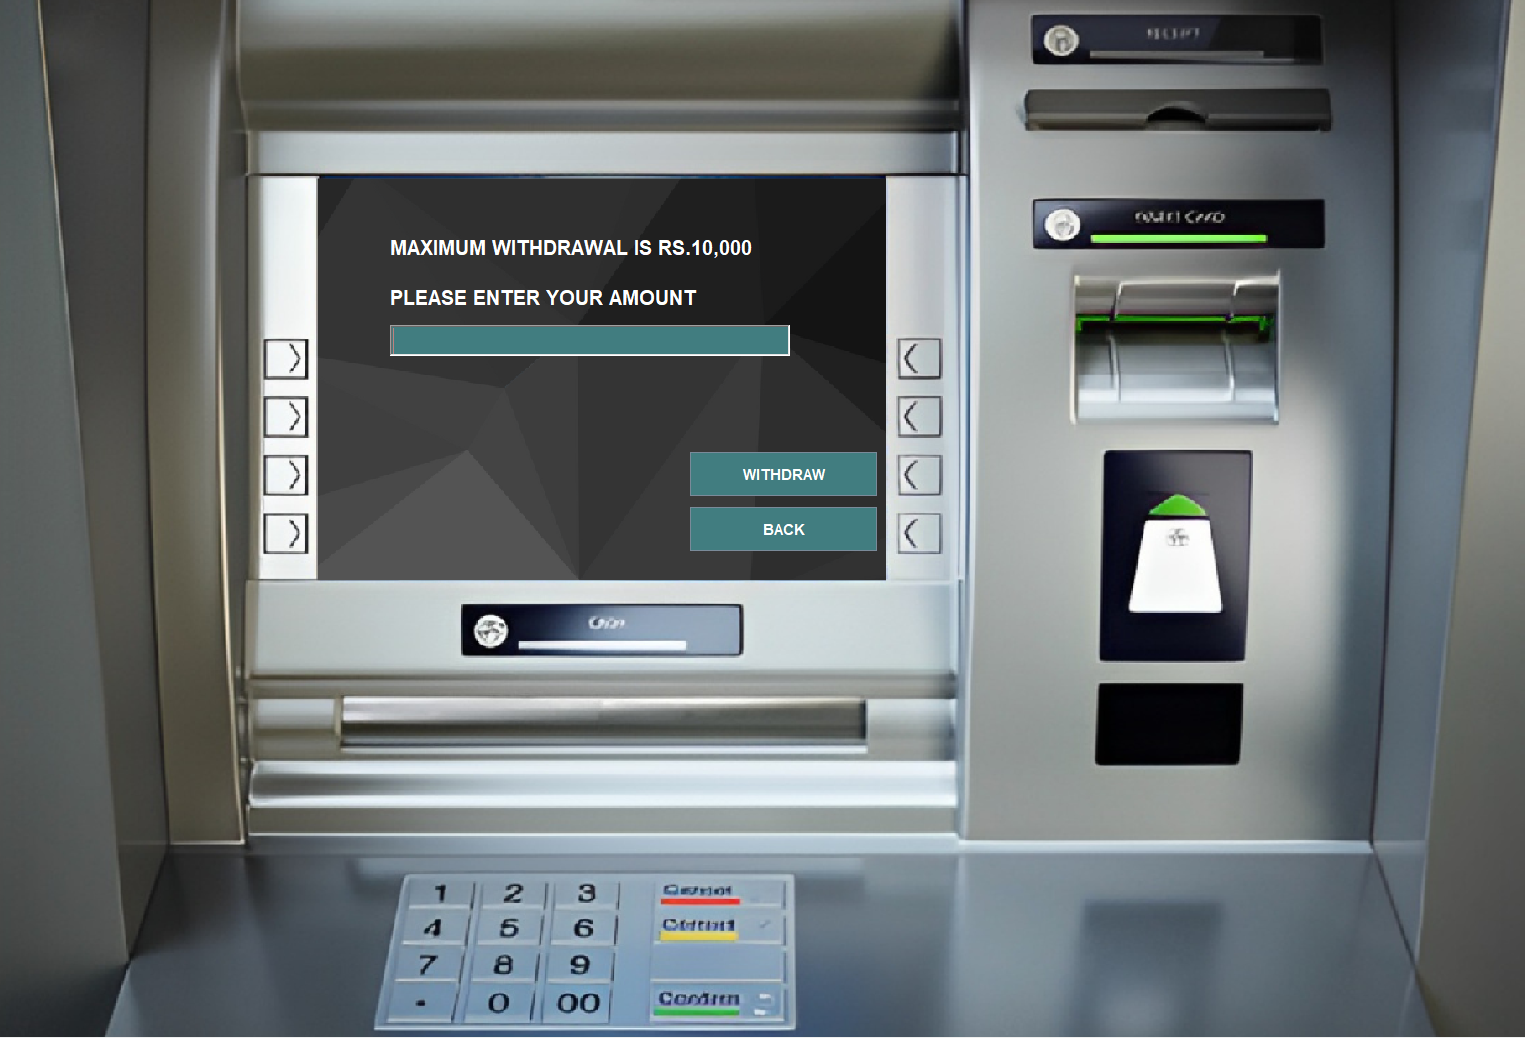 MAXIMUM WITHDRAWAL IS RS.10,000
PLEASE ENTER YOUR AMOUNT
WITHDRAW
BACK
1 2 3
4 5 6
7 8 9
0 00
Confirm